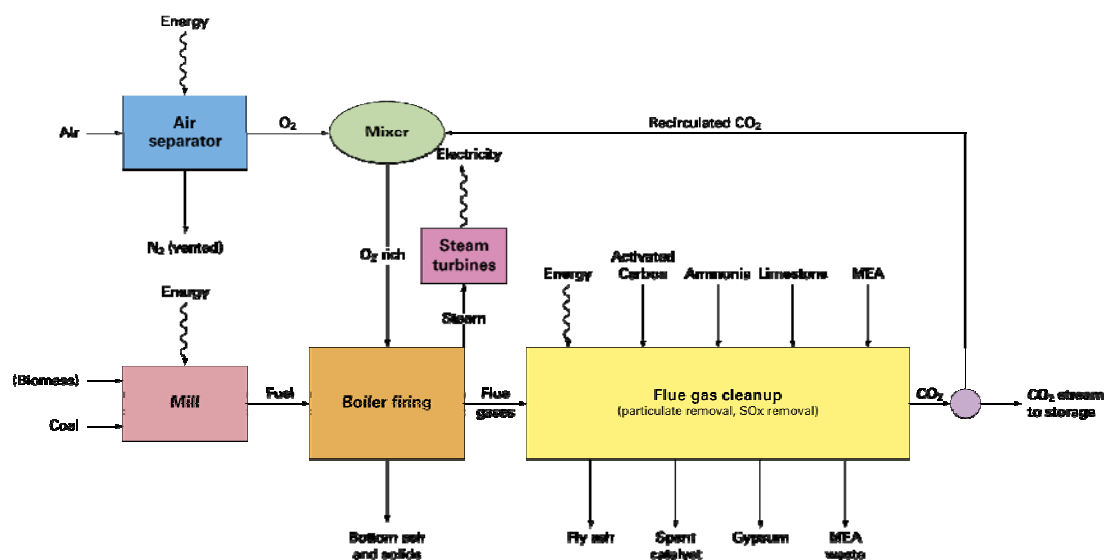 Energy
Air
Air
separator
O₂
Mixer
Recirculated CO₂
Electricity
N₂ (vented)
O₂ rich
Steam
turbines
Energy
Steam
Energy
Activated
Carbon
Ammonia
Limestone
MEA
(Biomass)
Coal
Mill
Fuel
Boiler firing
Flue
gases
Flue gas cleanup
(particulate removal, SOx removal)
CO₂
CO₂ stream
to storage
Bottom ash
and solids
Fly ash
Spent
catalyst
Gypsum
MEA
waste